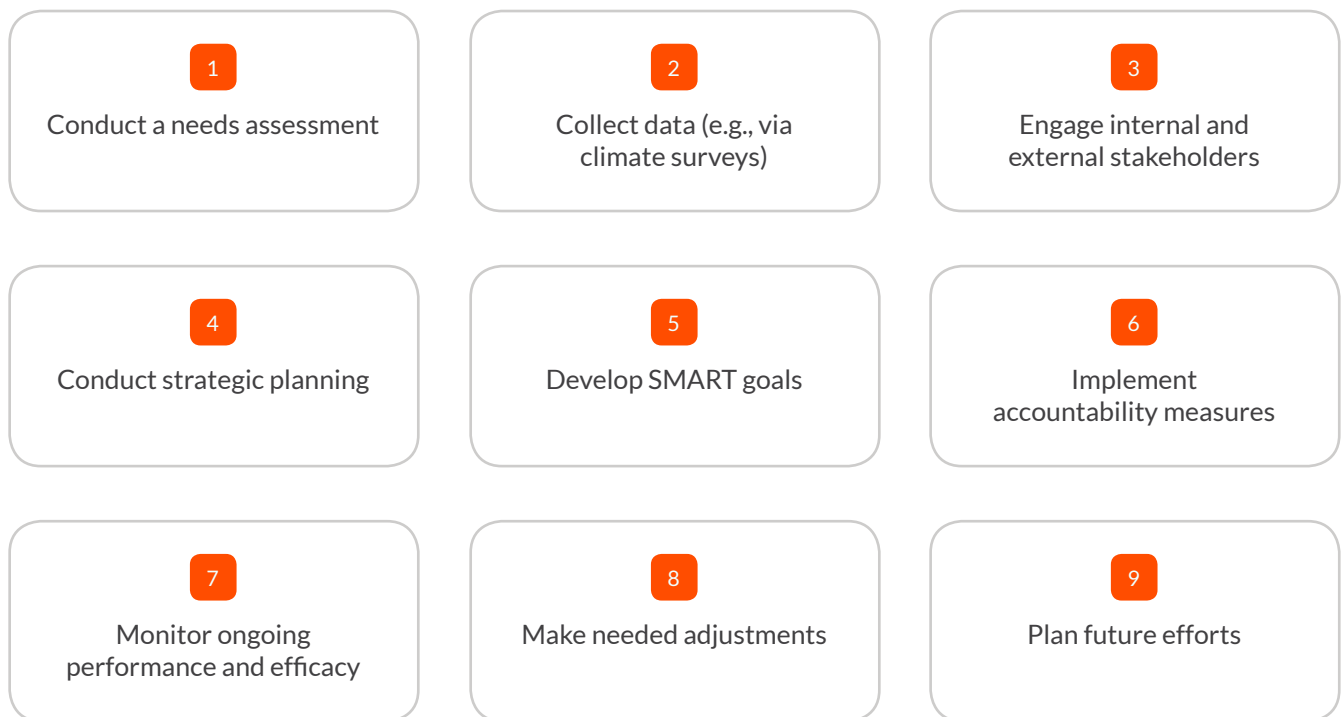 1
Conduct a needs assessment
2
Collect data (e.g., via
climate surveys)
3
Engage internal and
external stakeholders
4
Conduct strategic planning
5
Develop SMART goals
6
Implement
accountability measures
7
Monitor ongoing
performance and efficacy
8
Make needed adjustments
9
Plan future efforts